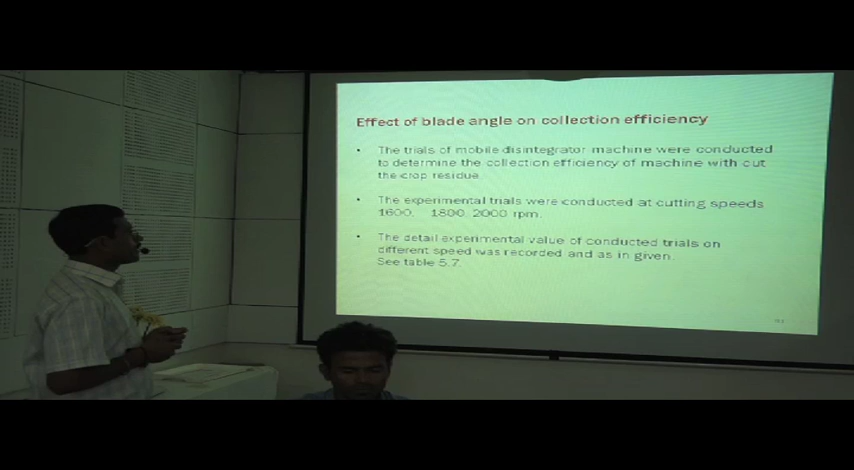 Effect of blade angle on collection efficiency
• The trials of mobile disintegrator machine were conducted
to determine the collection efficiency of machine with cut
the crop residue.
• The experimental trials were conducted at cutting speeds
1600, 1800, 2000 rpm.
• The detail experimental value of conducted trials on
different speed was recorded and as in given.
See table 5.7.